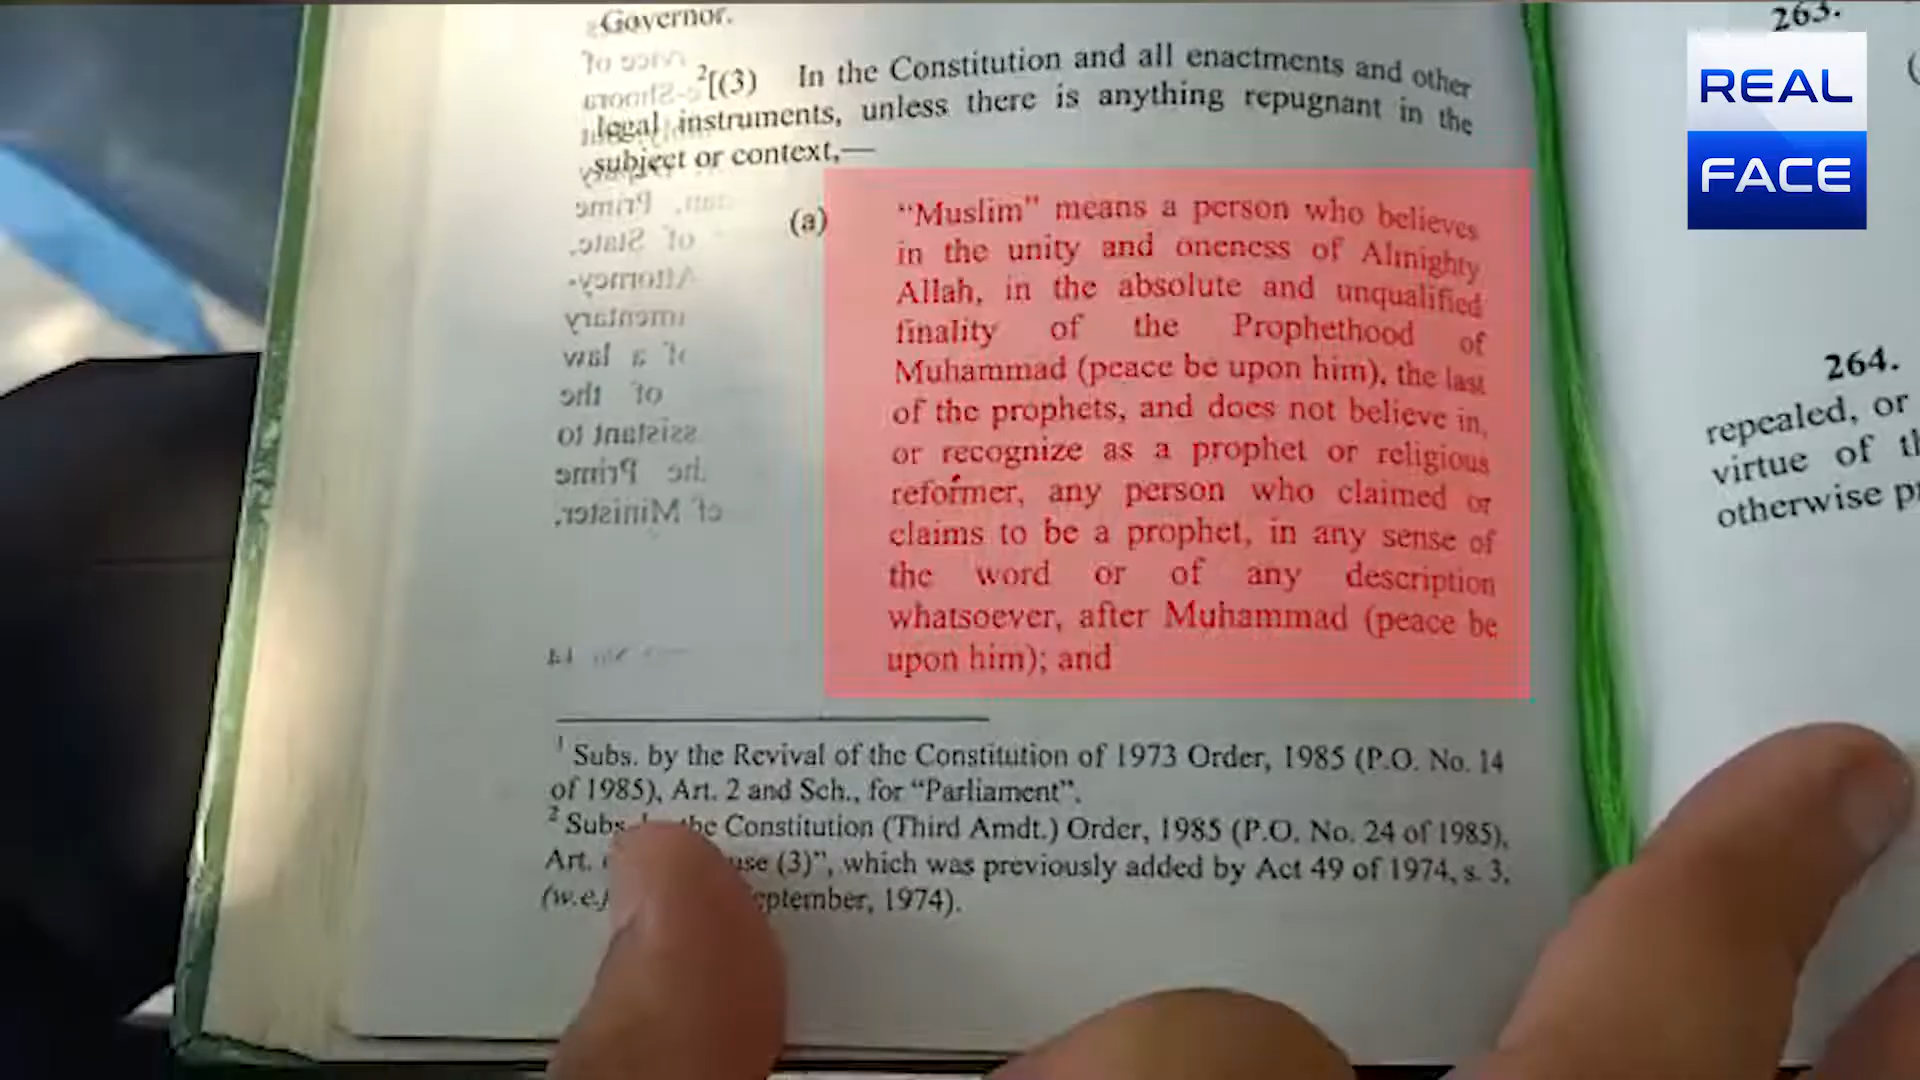 Governor.
²[(3) In the Constitution and all enactments and other
legal instruments, unless there is anything repugnant in the
subject or context,—
(a) “Muslim” means a person who believes
in the unity and oneness of Almighty
Allah, in the absolute and unqualified
finality of the Prophethood of
Muhammad (peace be upon him), the last
of the prophets, and does not believe in,
or recognize as a prophet or religious
reformer, any person who claimed or
claims to be a prophet, in any sense of
the word or of any description
whatsoever, after Muhammad (peace be
upon him); and
¹ Subs. by the Revival of the Constitution of 1973 Order, 1985 (P.O. No. 14
of 1985), Art. 2 and Sch., for “Parliament”.
² Subs. the Constitution (Third Amdt.) Order, 1985 (P.O. No. 24 of 1985),
Art. (3)”, which was previously added by Act 49 of 1974, s. 3,
(w.e. 1974).
263.
264.
repealed, or
virtue of
otherwise
REAL
FACE